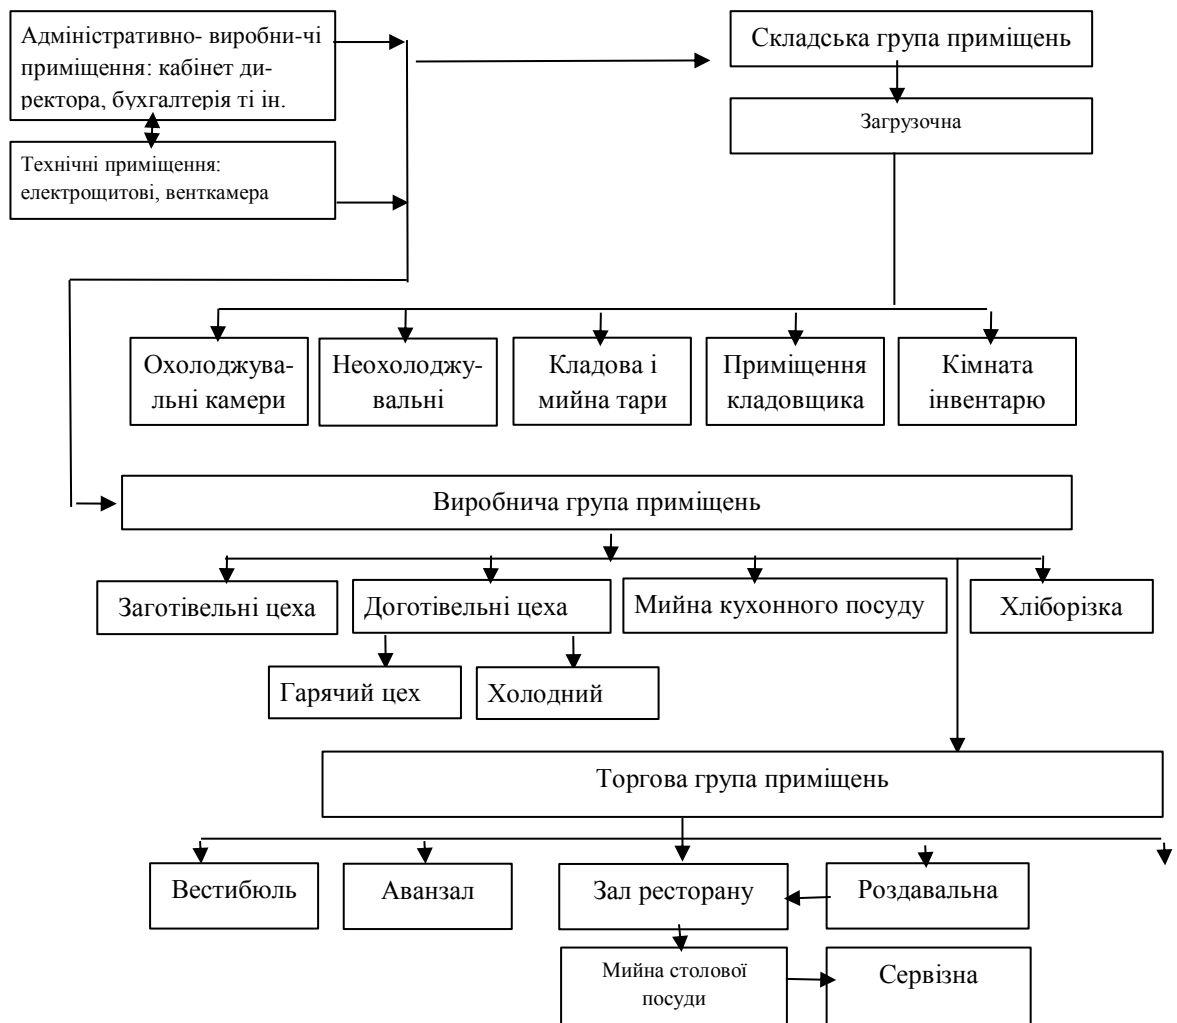 Адміністративно- виробни-чі
приміщення: кабінет ди-
ректора, бухгалтерія ті ін.
Складська група приміщень
Загрузочна
Технічні приміщення:
електрощитові, венткамера
Охолоджува-
льні камери
Неохолоджу-
вальні
Кладова і
мийна тари
Приміщення
кладовщика
Кімната
інвентарю
Виробнича група приміщень
Заготівельні цеха
Доготівельні цеха
Мийна кухонного посуду
Хліборізка
Гарячий цех
Холодний
Торгова група приміщень
Вестибюль
Аванзал
Зал ресторану
Роздавальна
Мийна столової
посуди
Сервізна